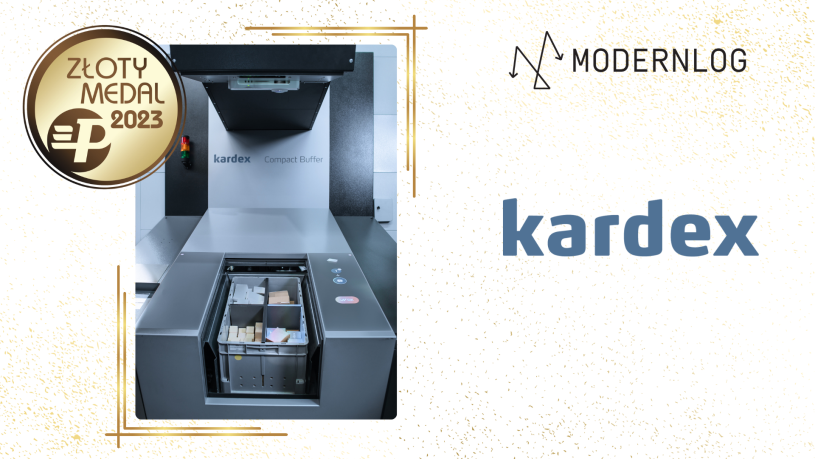 ZŁOTY
MEDAL
2023
MODERNLOG
kardex Compact Buffer
kardex